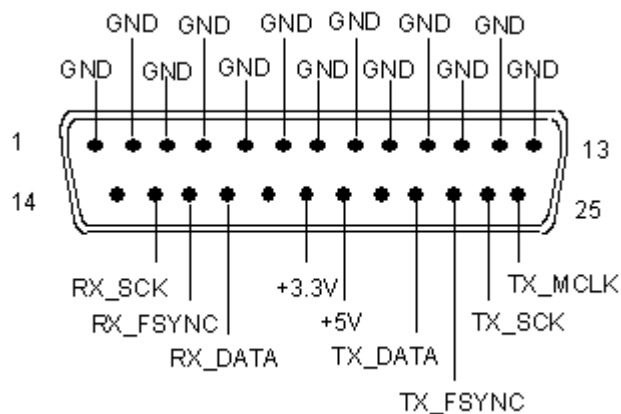 GND GND GND GND GND GND
GND GND GND GND GND GND GND
1 13
14 25
RX_SCK +3.3V TX_MCLK
RX_FSYNC +5V TX_SCK
RX_DATA TX_DATA
TX_FSYNC